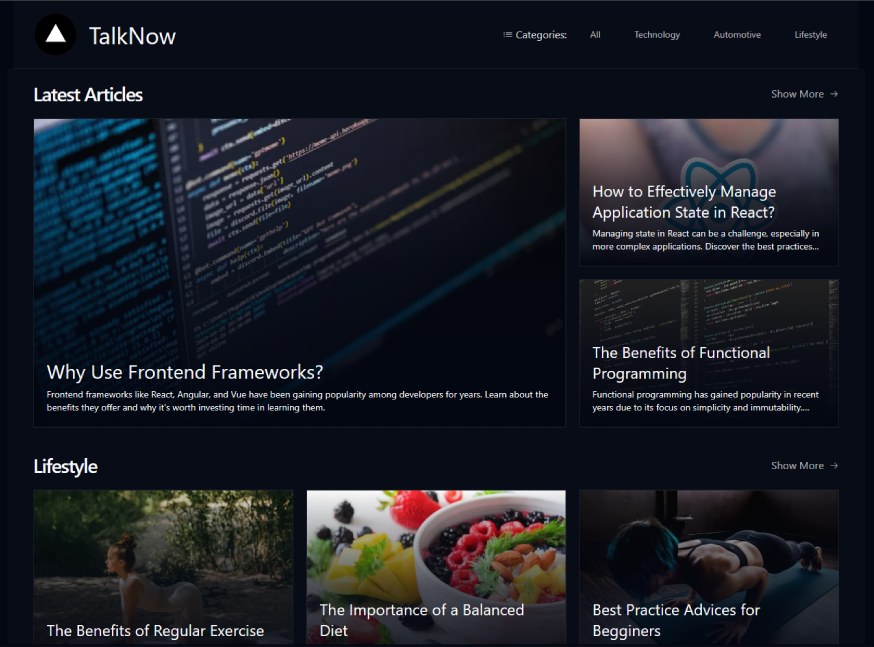 TalkNow
Categories:
All
Technology
Automotive
Lifestyle
Latest Articles
Show More →
Why Use Frontend Frameworks?
Frontend frameworks like React, Angular, and Vue have been gaining popularity among developers for years. Learn about the
benefits they offer and why it's worth investing time in learning them.
How to Effectively Manage
Application State in React?
Managing state in React can be a challenge, especially in
more complex applications. Discover the best practices...
The Benefits of Functional
Programming
Functional programming has gained popularity in recent
years due to its focus on simplicity and immutability....
Lifestyle
Show More →
The Benefits of Regular Exercise
The Importance of a Balanced
Diet
Best Practice Advices for
Begginers